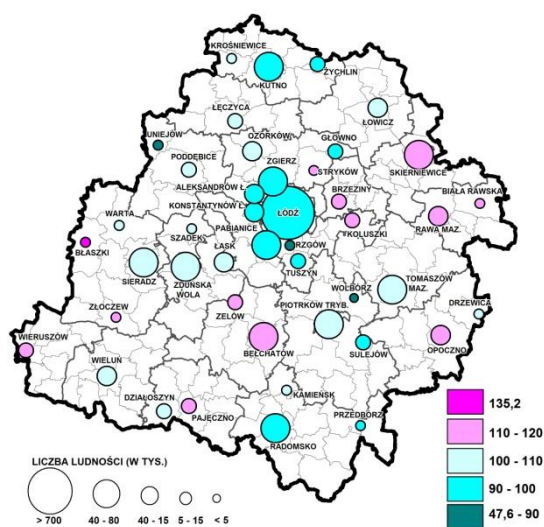 KROŚNIEWICE
ŻYCHLIN
KUTNO
ŁĘCZYCA
ŁOWICZ
UNIEJÓW
OZORKÓW
GŁOWNO
PODDĘBICE
ZGIERZ
STRYKÓW
SKIERNIEWICE
ALEKSANDRÓW Ł.
BRZEZINY
BIAŁA RAWSKA
KONSTANTYNÓW Ł.
ŁÓDŹ
RAWA MAZ.
WARTA
PABIANICE
KOLUSZKI
SZADEK
RZGÓW
BŁASZKI
ŁASK
TUSZYN
SIERADZ
ZDUŃSKA
WOLA
WOLBÓRZ
TOMASZÓW
MAZ.
ZŁOCZEW
ZELÓW
PIOTRKÓW TRYB.
DRZEWICA
WIERUSZÓW
BEŁCHATÓW
SULEJÓW
OPOCZNO
WIELUŃ
KAMIEŃSK
DZIAŁOSZYN
PAJĘCZNO
PRZEDBÓRZ
RADOMSKO
135,2
110 - 120
100 - 110
90 - 100
47,6 - 90
LICZBA LUDNOŚCI (W TYS.)
> 700
40 - 80
40 - 15
5 - 15
< 5